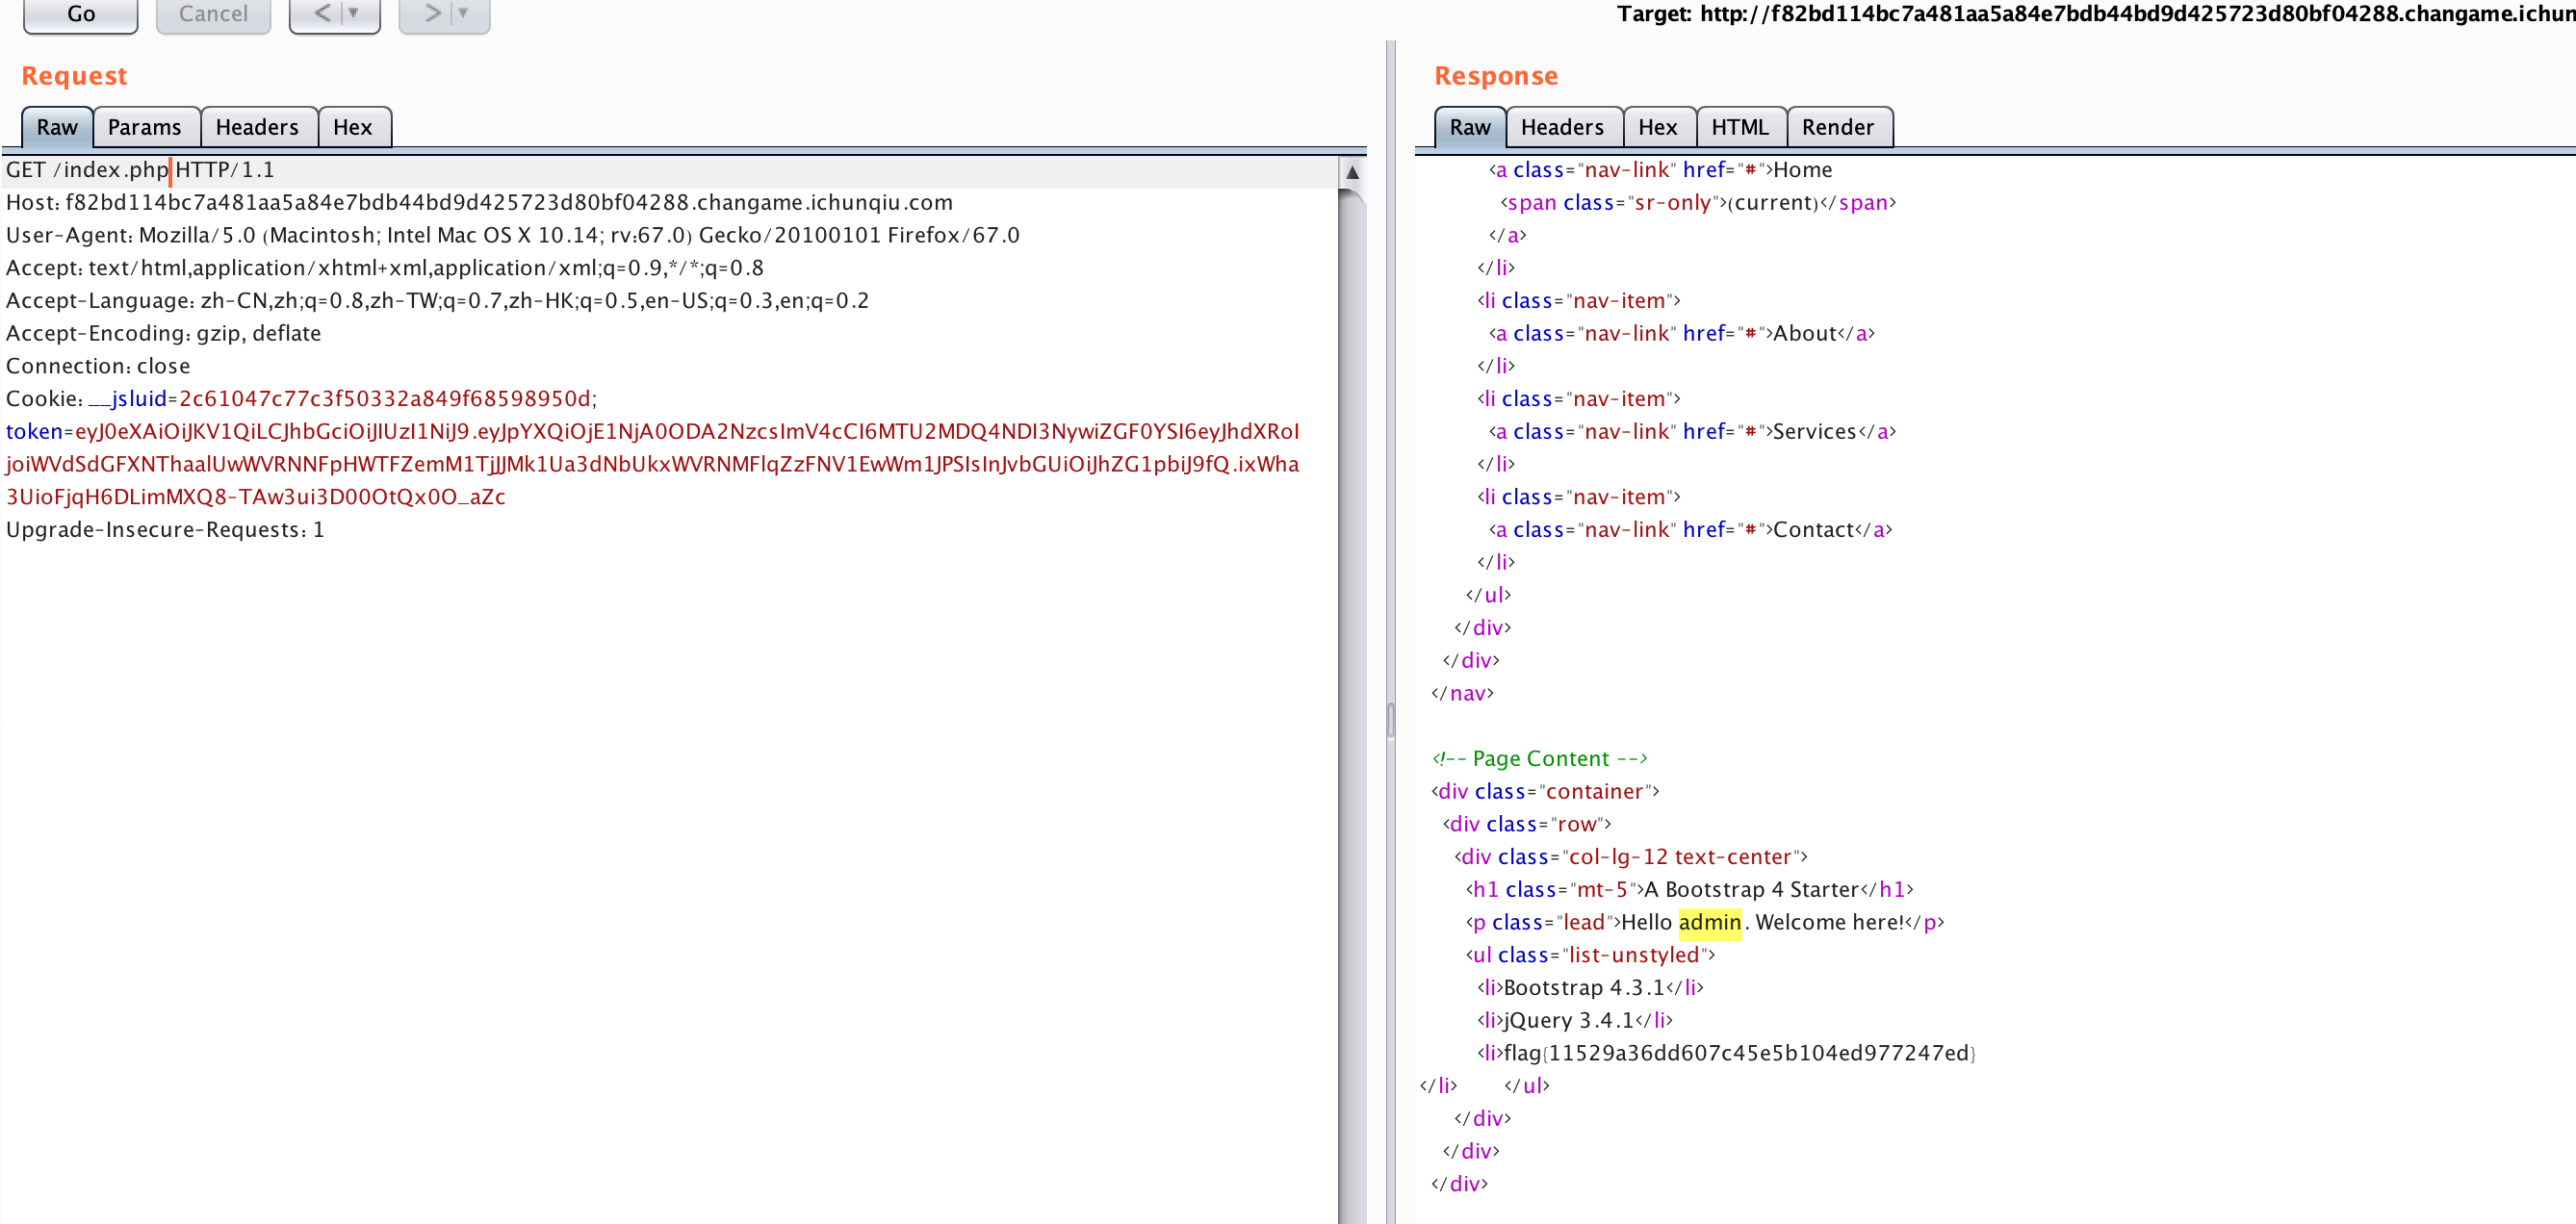 Go
Cancel
<
>
Target: http://f82bd114bc7a481aa5a84e7bdb44bd9d425723d80bf04288.changame.ichun
Request
Raw
Params
Headers
Hex
GET /index.php HTTP/1.1
Host: f82bd114bc7a481aa5a84e7bdb44bd9d425723d80bf04288.changame.ichunqiu.com
User-Agent: Mozilla/5.0 (Macintosh; Intel Mac OS X 10.14; rv:67.0) Gecko/20100101 Firefox/67.0
Accept: text/html,application/xhtml+xml,application/xml;q=0.9,*/*;q=0.8
Accept-Language: zh-CN,zh;q=0.8,zh-TW;q=0.7,zh-HK;q=0.5,en-US;q=0.3,en;q=0.2
Accept-Encoding: gzip, deflate
Connection: close
Cookie: __jsluid=2c61047c77c3f50332a849f68598950d;
token=eyJ0eXAiOiJKV1QiLCJhbGciOiJIUzI1NiJ9.eyJpYXQiOjE1NjA0ODA2NzcsImV4cCI6MTU2MDQ4NDI3NywiZGF0YSI6eyJhdXRoI
joiWVdSdGFXNThaalUwWVRNNFpHWTFZemM1TjJJMk1Ua3dNbUkxWVRNMFlqZzFNV1EwWm1JPSIsInJvbGUiOiJhZG1pbiJ9fQ.ixWha
3UioFjqH6DLimMXQ8-TAw3ui3D00OtQx0O_aZc
Upgrade-Insecure-Requests: 1
Response
Raw
Headers
Hex
HTML
Render
<a class="nav-link" href="#">Home
<span class="sr-only">(current)</span>
</a>
</li>
<li class="nav-item">
<a class="nav-link" href="#">About</a>
</li>
<li class="nav-item">
<a class="nav-link" href="#">Services</a>
</li>
<li class="nav-item">
<a class="nav-link" href="#">Contact</a>
</li>
</ul>
</div>
</div>
</nav>
<!-- Page Content -->
<div class="container">
<div class="row">
<div class="col-lg-12 text-center">
<h1 class="mt-5">A Bootstrap 4 Starter</h1>
<p class="lead">Hello admin. Welcome here!</p>
<ul class="list-unstyled">
<li>Bootstrap 4.3.1</li>
<li>jQuery 3.4.1</li>
<li>flag{11529a36dd607c45e5b104ed977247ed}
</li> </ul>
</div>
</div>
</div>